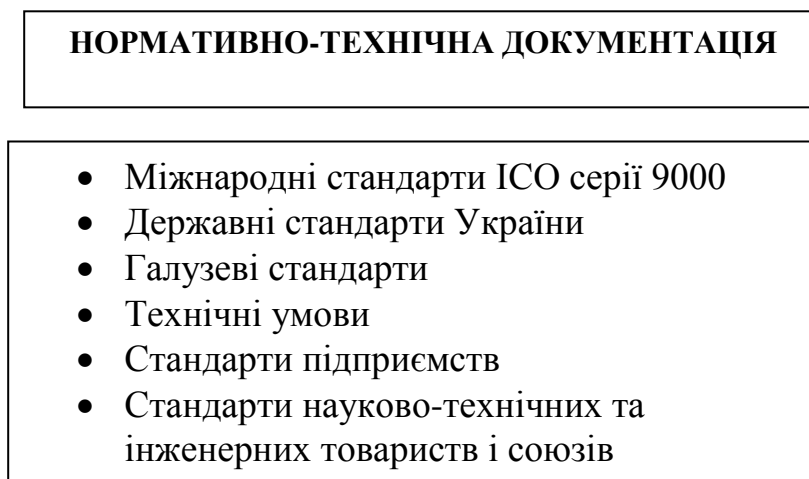 НОРМАТИВНО-ТЕХНІЧНА ДОКУМЕНТАЦІЯ
• Міжнародні стандарти ІСО серії 9000
• Державні стандарти України
• Галузеві стандарти
• Технічні умови
• Стандарти підприємств
• Стандарти науково-технічних та
інженерних товариств і союзів